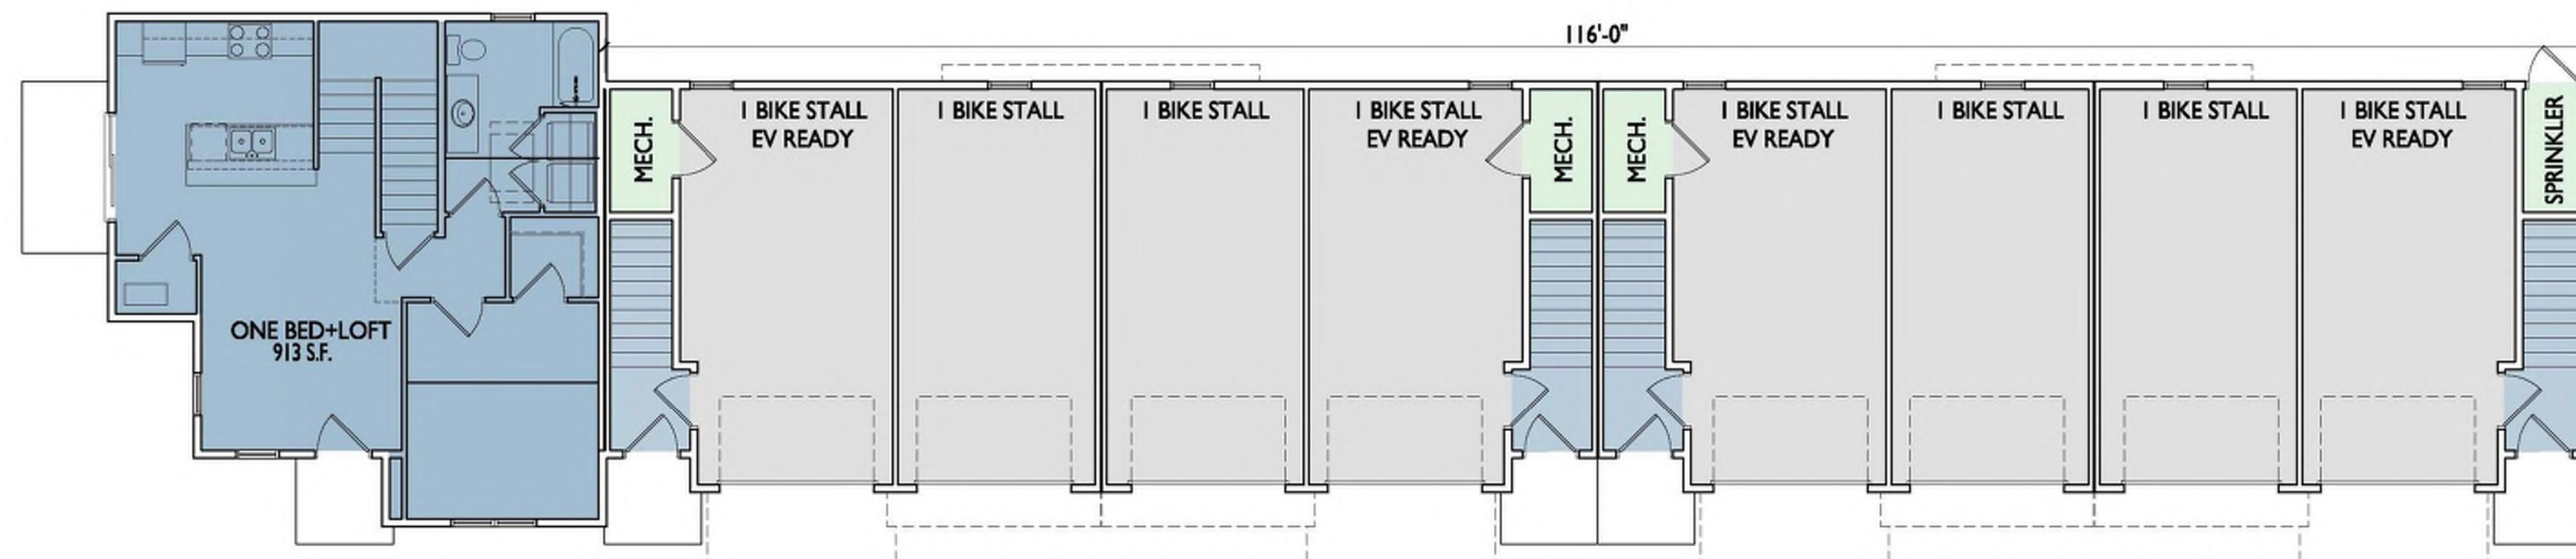 116'-0"
MECH.
1 BIKE STALL
EV READY
1 BIKE STALL
1 BIKE STALL
1 BIKE STALL
EV READY
MECH.
MECH.
1 BIKE STALL
EV READY
1 BIKE STALL
1 BIKE STALL
1 BIKE STALL
EV READY
SPRINKLER
ONE BED+LOFT
913 S.F.